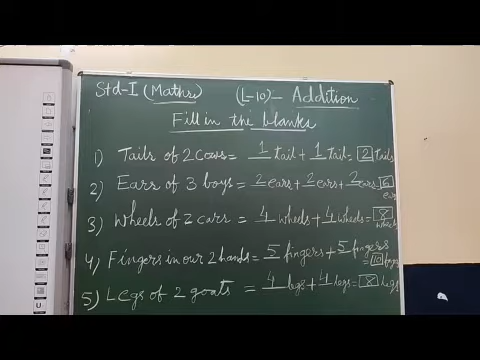 Std-I (Maths) (L-10)- Addition
Fill in the blanks
1) Tails of 2 cows = 1 tail + 1 Tail = 2 Tails
2) Ears of 3 boys = 2 ears + 2 ears + 2 ears 6 ears
3) Wheels of 2 cars = 4 wheels + 4 wheels = 8 wheels
4) Fingers in our 2 hands = 5 fingers + 5 fingers = 10
5) Legs of 2 goats = 4 legs + 4 legs = 8 legs